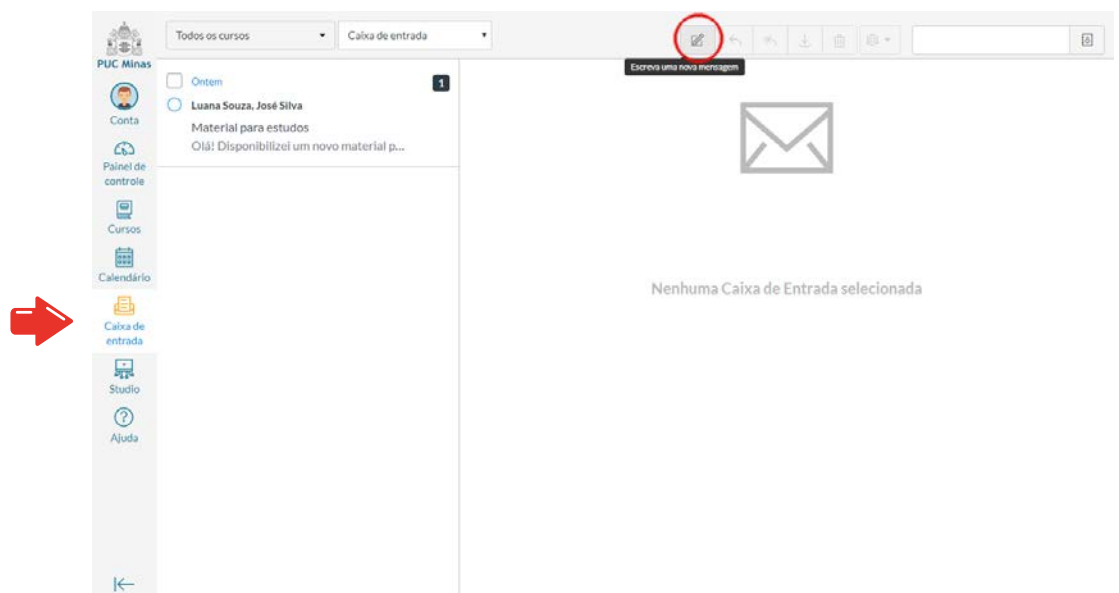 PUC Minas
Conta
Painel de
controle
Cursos
Calendário
Caixa de
entrada
Studio
Ajuda
Todos os cursos
Caixa de entrada
Escreva uma nova mensagem
Ontem
1
Luana Souza, José Silva
Material para estudos
Olá! Disponibilizei um novo material p...
Nenhuma Caixa de Entrada selecionada